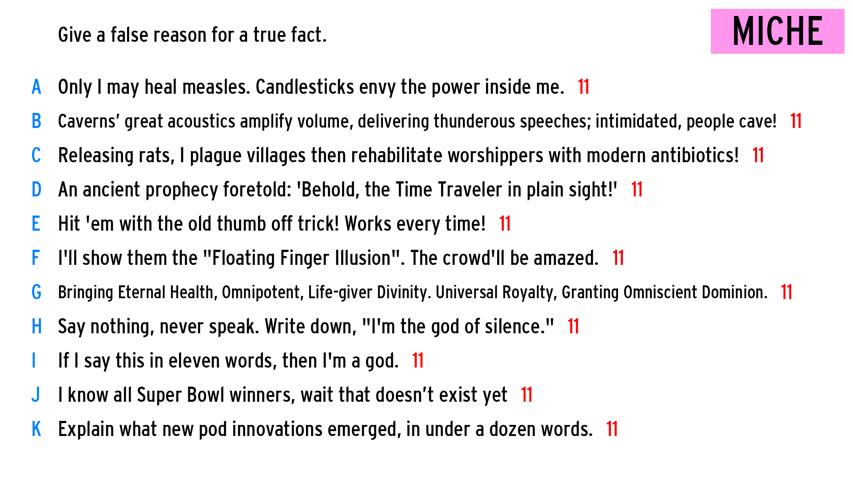 Give a false reason for a true fact.
MICHE
A Only I may heal measles. Candlesticks envy the power inside me. 11
B Caverns’ great acoustics amplify volume, delivering thunderous speeches; intimidated, people cave! 11
C Releasing rats, I plague villages then rehabilitate worshippers with modern antibiotics! 11
D An ancient prophecy foretold: 'Behold, the Time Traveler in plain sight!' 11
E Hit 'em with the old thumb off trick! Works every time! 11
F I'll show them the "Floating Finger Illusion". The crowd'll be amazed. 11
G Bringing Eternal Health, Omnipotent, Life-giver Divinity. Universal Royalty, Granting Omniscient Dominion. 11
H Say nothing, never speak. Write down, "I'm the god of silence." 11
I If I say this in eleven words, then I'm a god. 11
J I know all Super Bowl winners, wait that doesn’t exist yet 11
K Explain what new pod innovations emerged, in under a dozen words. 11